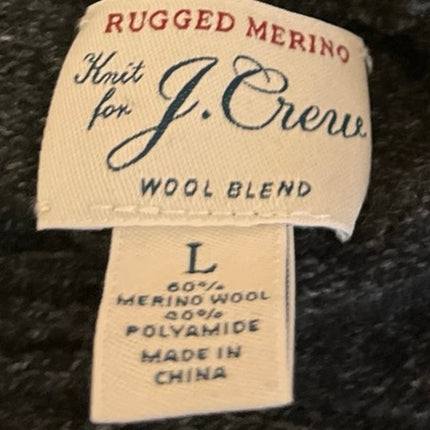 RUGGED MERINO
Knit
for J.Crew
WOOL BLEND
L
60%
MERINO WOOL
40%
POLYAMIDE
MADE IN
CHINA